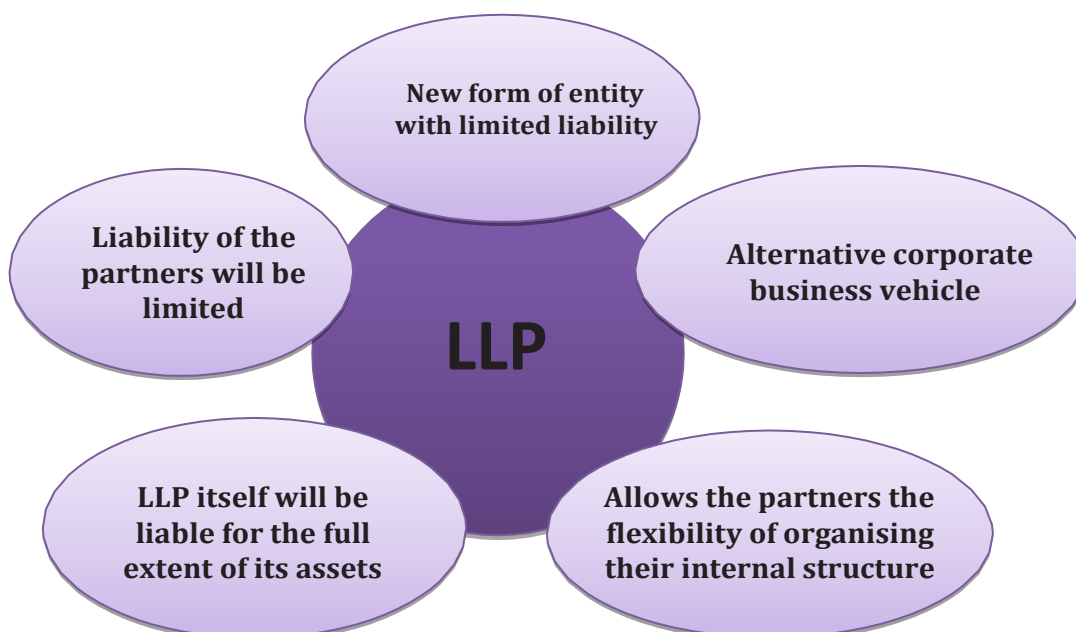 New form of entity
with limited liability
Liability of the
partners will be
limited
Alternative corporate
business vehicle
LLP
LLP itself will be
liable for the full
extent of its assets
Allows the partners the
flexibility of organising
their internal structure